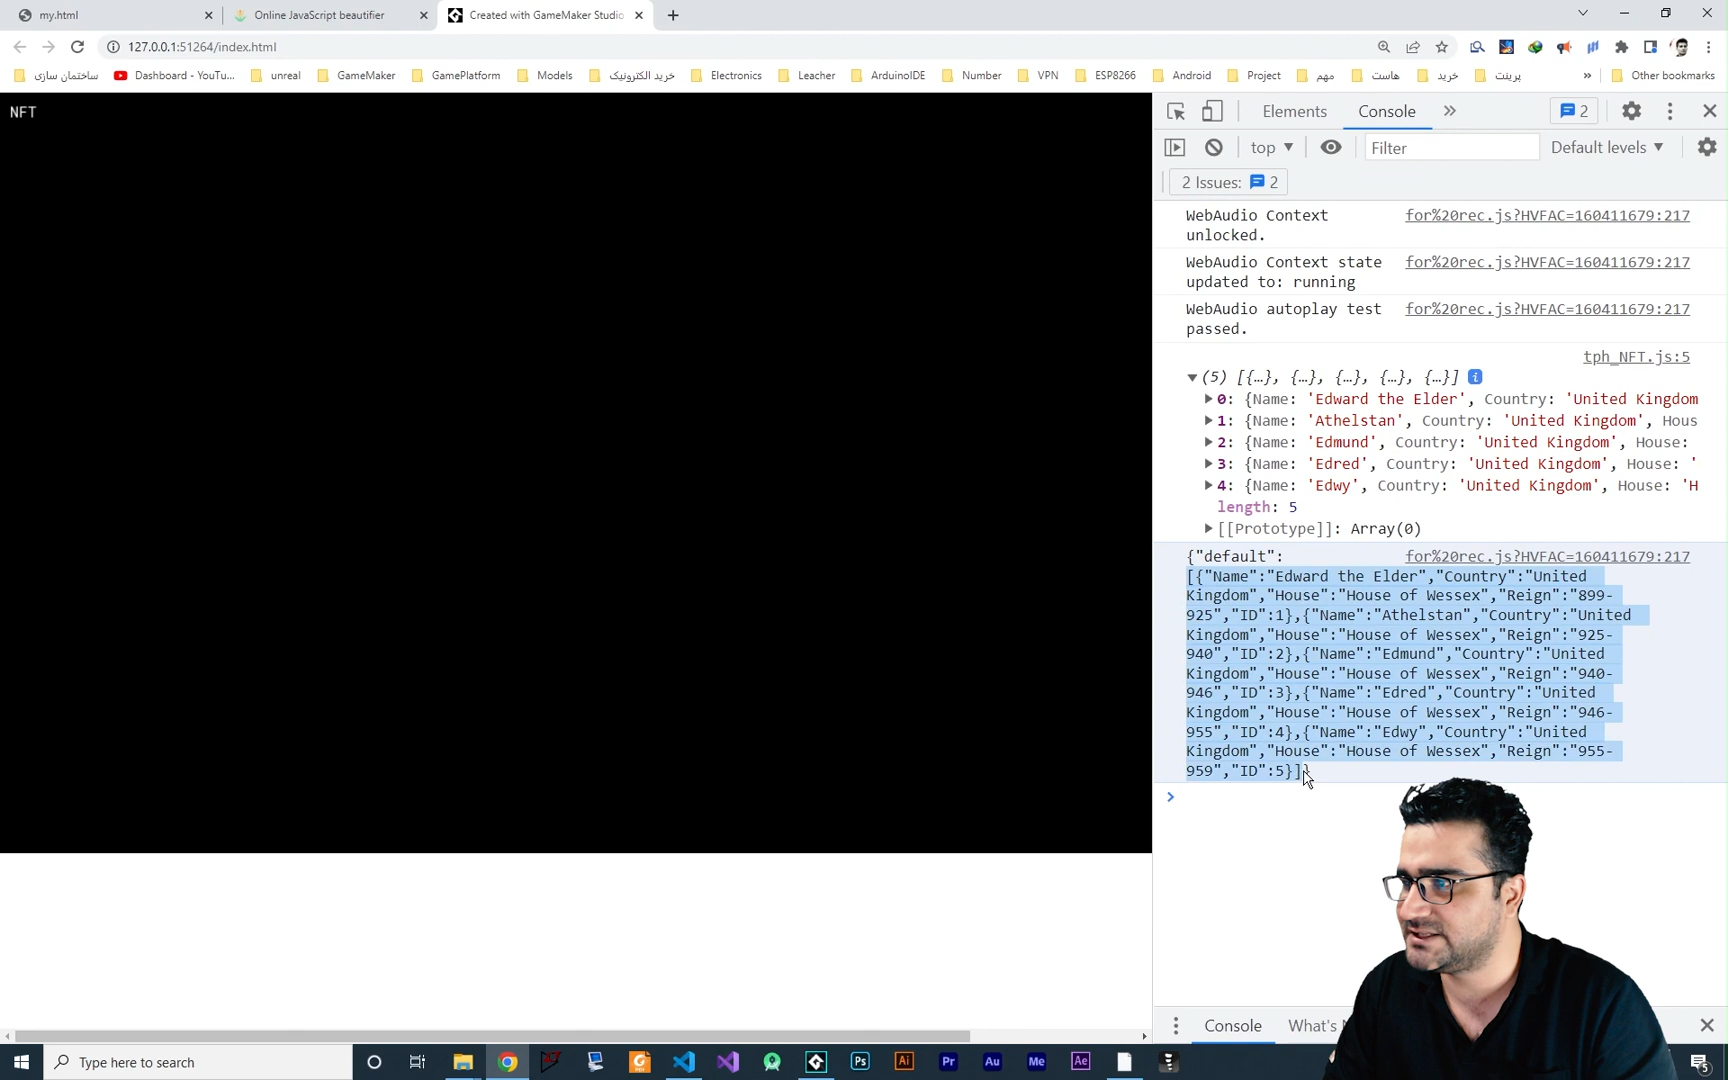 my.html
Online JavaScript beautifier
Created with GameMaker Studio
127.0.0.1:51264/index.html
ساختمان سازی
Dashboard - YouTu...
unreal
GameMaker
GamePlatform
Models
خرید الکترونیک
Electronics
Leacher
ArduinoIDE
Number
VPN
ESP8266
Android
Project
مهم
هاست
خرید
پرینت
»
Other bookmarks
NFT
Elements
Console
2
top
Filter
Default levels
2 Issues: 2
WebAudio Context for%20rec.js?HVFAC=160411679:217
unlocked.
WebAudio Context state for%20rec.js?HVFAC=160411679:217
updated to: running
WebAudio autoplay test for%20rec.js?HVFAC=160411679:217
passed.
tph_NFT.js:5
(5) [{…}, {…}, {…}, {…}, {…}]
0: {Name: 'Edward the Elder', Country: 'United Kingdom
1: {Name: 'Athelstan', Country: 'United Kingdom', Hous
2: {Name: 'Edmund', Country: 'United Kingdom', House:
3: {Name: 'Edred', Country: 'United Kingdom', House: '
4: {Name: 'Edwy', Country: 'United Kingdom', House: 'H
length: 5
[[Prototype]]: Array(0)
{"default": for%20rec.js?HVFAC=160411679:217
[{"Name":"Edward the Elder","Country":"United
Kingdom","House":"House of Wessex","Reign":"899-
925","ID":1},{"Name":"Athelstan","Country":"United
Kingdom","House":"House of Wessex","Reign":"925-
940","ID":2},{"Name":"Edmund","Country":"United
Kingdom","House":"House of Wessex","Reign":"940-
946","ID":3},{"Name":"Edred","Country":"United
Kingdom","House":"House of Wessex","Reign":"946-
955","ID":4},{"Name":"Edwy","Country":"United
Kingdom","House":"House of Wessex","Reign":"955-
959","ID":5}]}
>
Console
What's
Type here to search
Ps
Ai
Pr
Au
Me
Ae
5